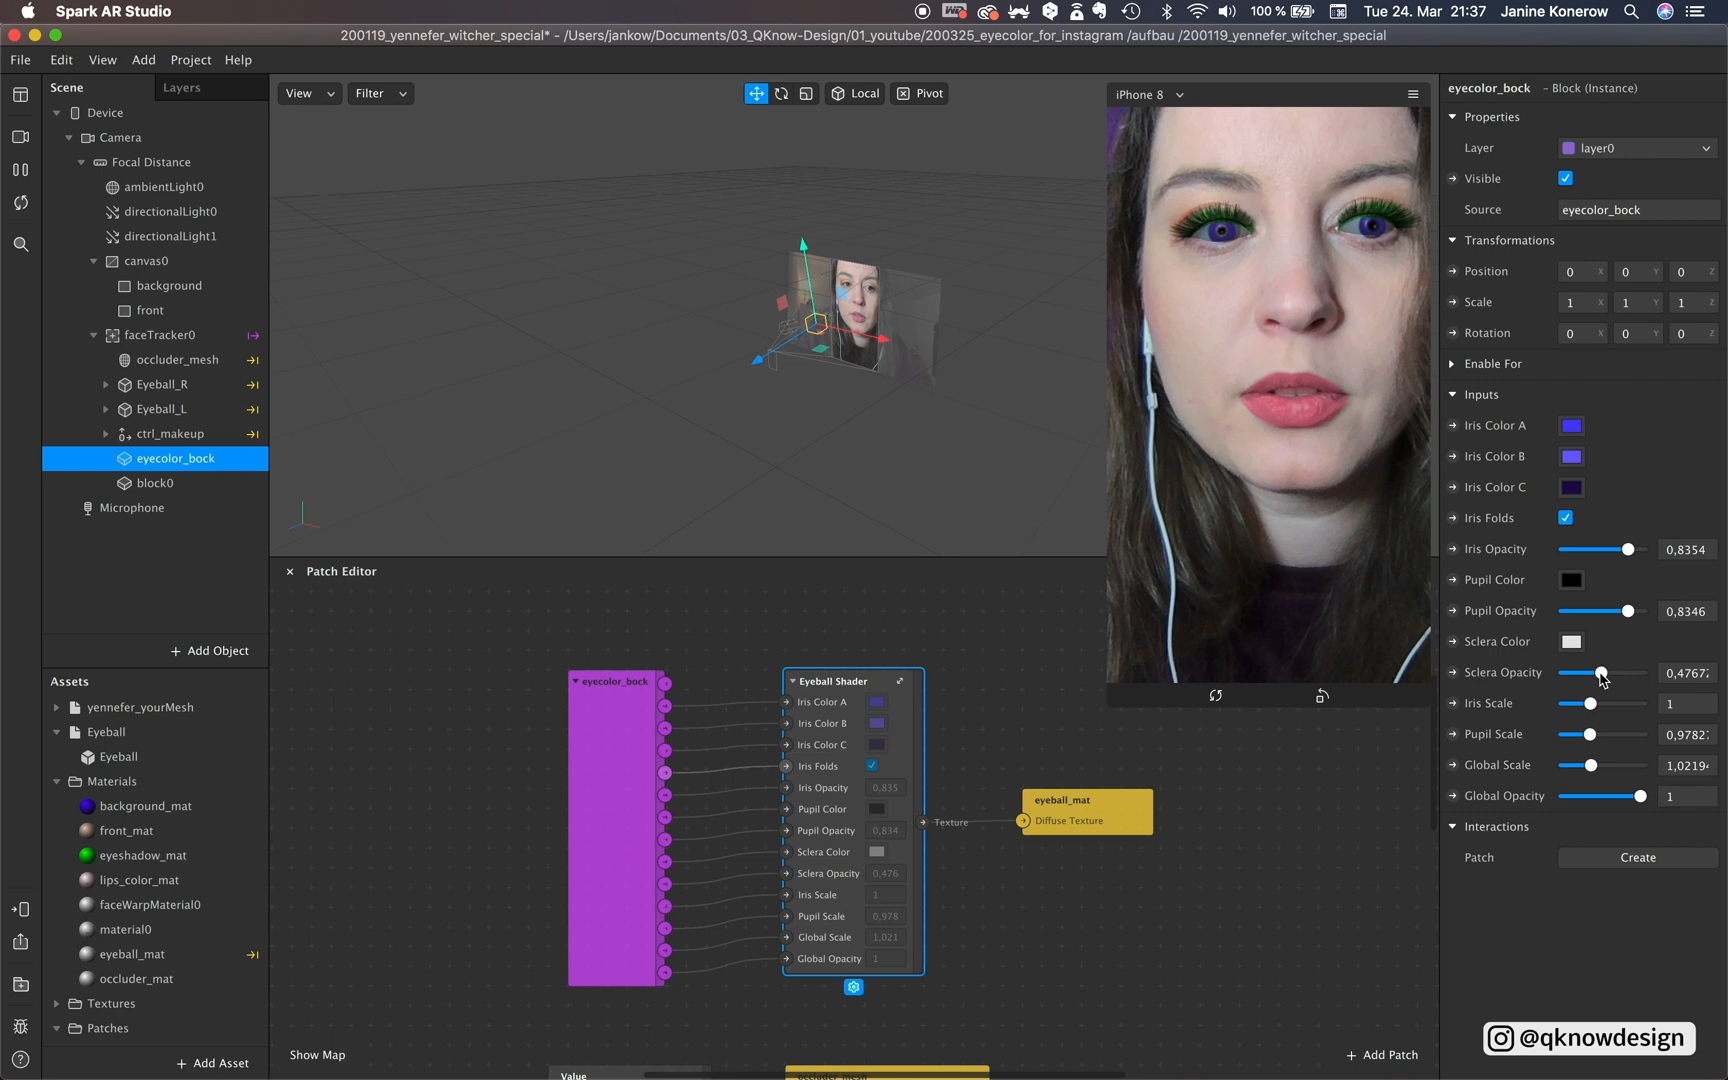 Spark AR Studio
100 %
Tue 24. Mar 21:37
Janine Konerow
200119_yennefer_witcher_special* - /Users/jankow/Documents/03_QKnow-Design/01_youtube/200325_eyecolor_for_instagram /aufbau /200119_yennefer_witcher_special
File Edit View Add Project Help
Scene
Layers
Device
Camera
Focal Distance
ambientLight0
directionalLight0
directionalLight1
canvas0
background
front
faceTracker0
occluder_mesh
Eyeball_R
Eyeball_L
ctrl_makeup
eyecolor_bock
block0
Microphone
+ Add Object
Assets
yennefer_yourMesh
Eyeball
Eyeball
Materials
background_mat
front_mat
eyeshadow_mat
lips_color_mat
faceWarpMaterial0
material0
eyeball_mat
occluder_mat
Textures
Patches
+ Add Asset
View
Filter
Local
Pivot
iPhone 8
Patch Editor
eyecolor_bock
Eyeball Shader
Iris Color A
Iris Color B
Iris Color C
Iris Folds
Iris Opacity 0,835
Pupil Color
Pupil Opacity 0,834
Sclera Color
Sclera Opacity 0,476
Iris Scale 1
Pupil Scale 0,978
Global Scale 1,021
Global Opacity 1
Texture
eyeball_mat
Diffuse Texture
Show Map
+ Add Patch
Value
occluder_mesh
eyecolor_bock - Block (Instance)
Properties
Layer layer0
Visible
Source eyecolor_bock
Transformations
Position 0 X 0 Y 0 Z
Scale 1 X 1 Y 1 Z
Rotation 0 X 0 Y 0 Z
Enable For
Inputs
Iris Color A
Iris Color B
Iris Color C
Iris Folds
Iris Opacity 0,8354
Pupil Color
Pupil Opacity 0,8346
Sclera Color
Sclera Opacity 0,4767
Iris Scale 1
Pupil Scale 0,9782
Global Scale 1,0219
Global Opacity 1
Interactions
Patch Create
@qknowdesign